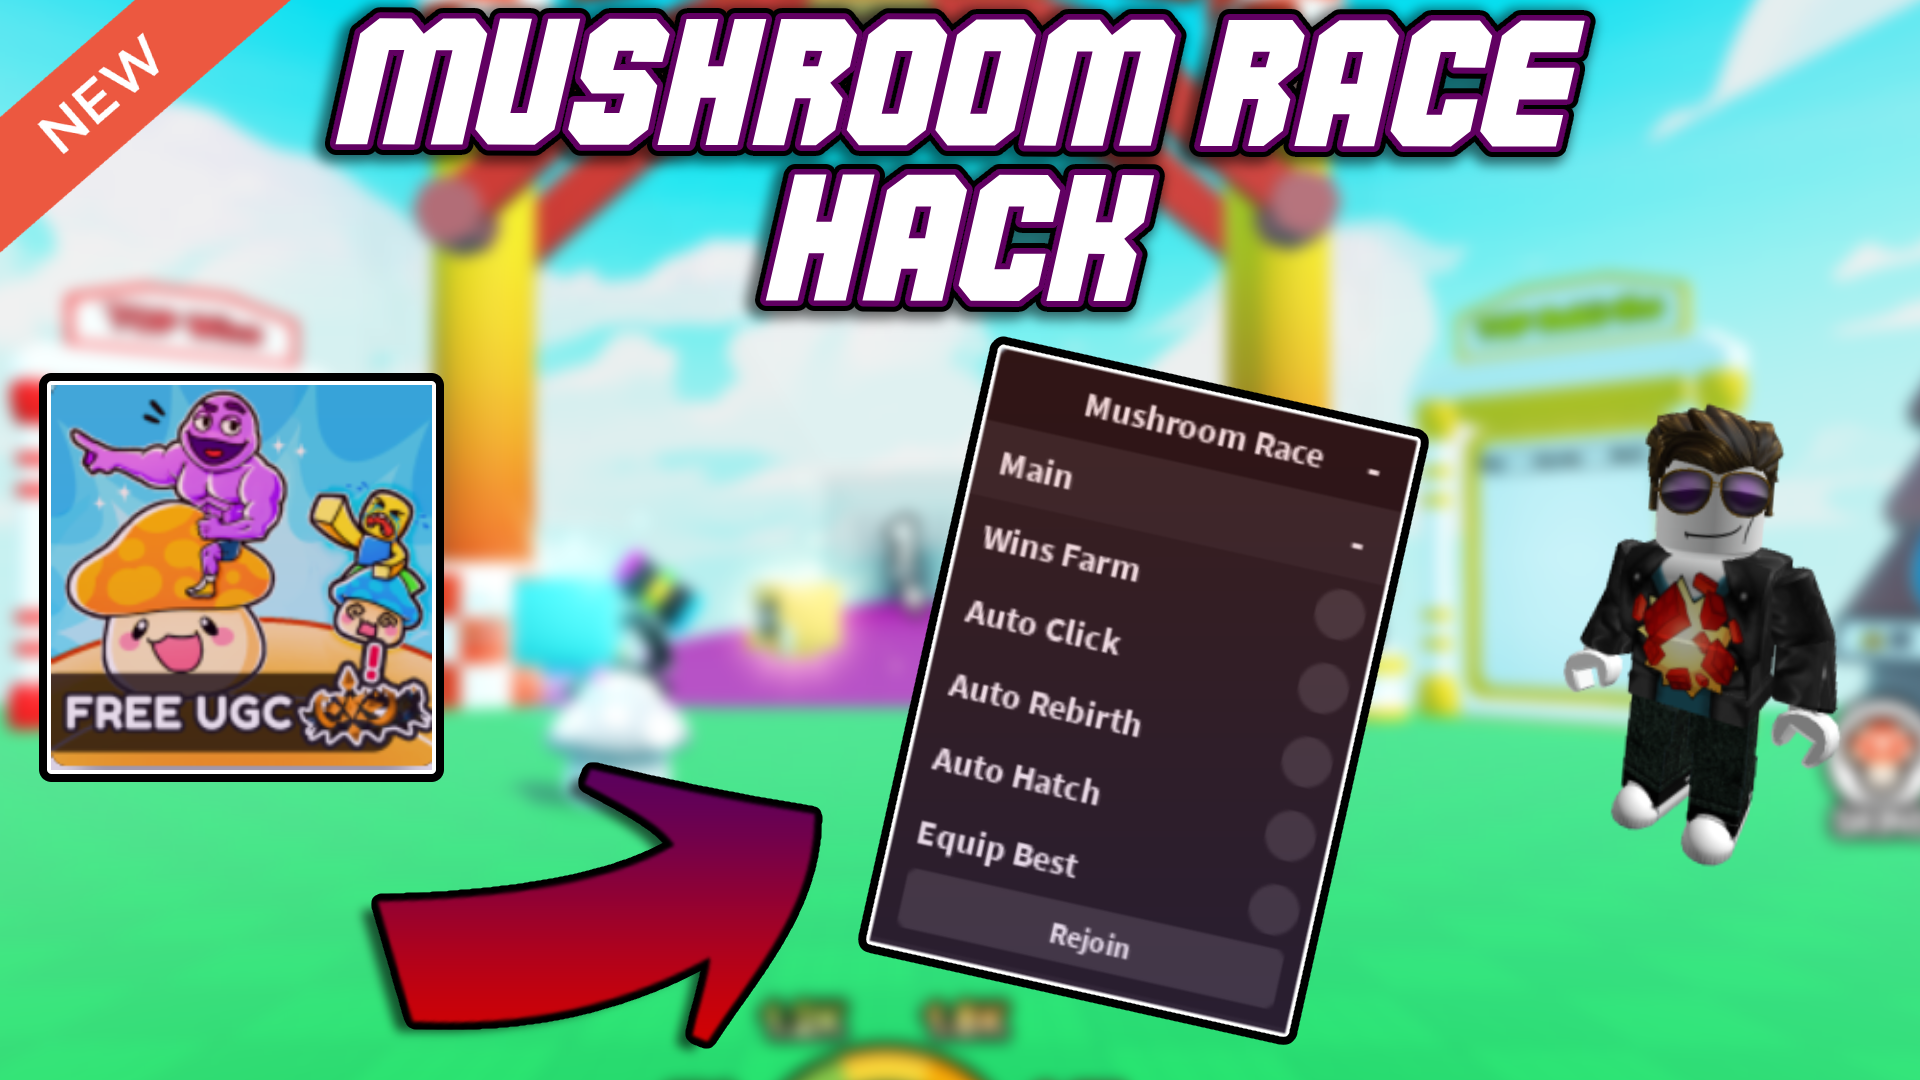 NEW
MUSHROOM RACE
HACK
FREE UGC
Mushroom Race -
Main -
Wins Farm
Auto Click
Auto Rebirth
Auto Hatch
Equip Best
Rejoin